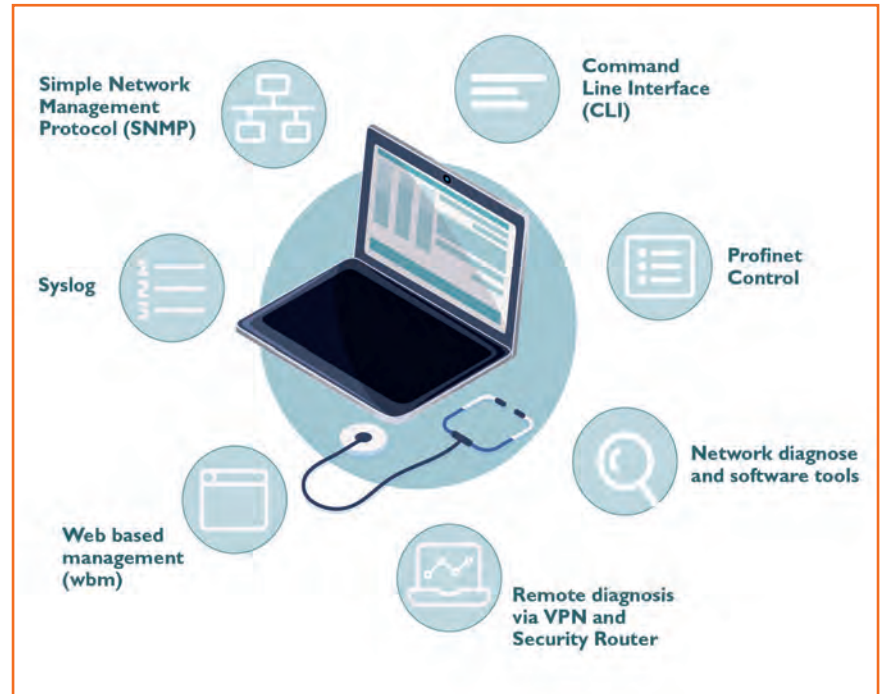 Simple Network
Management
Protocol (SNMP)
Command
Line Interface
(CLI)
Syslog
Profinet
Control
Network diagnose
and software tools
Web based
management
(wbm)
Remote diagnosis
via VPN and
Security Router